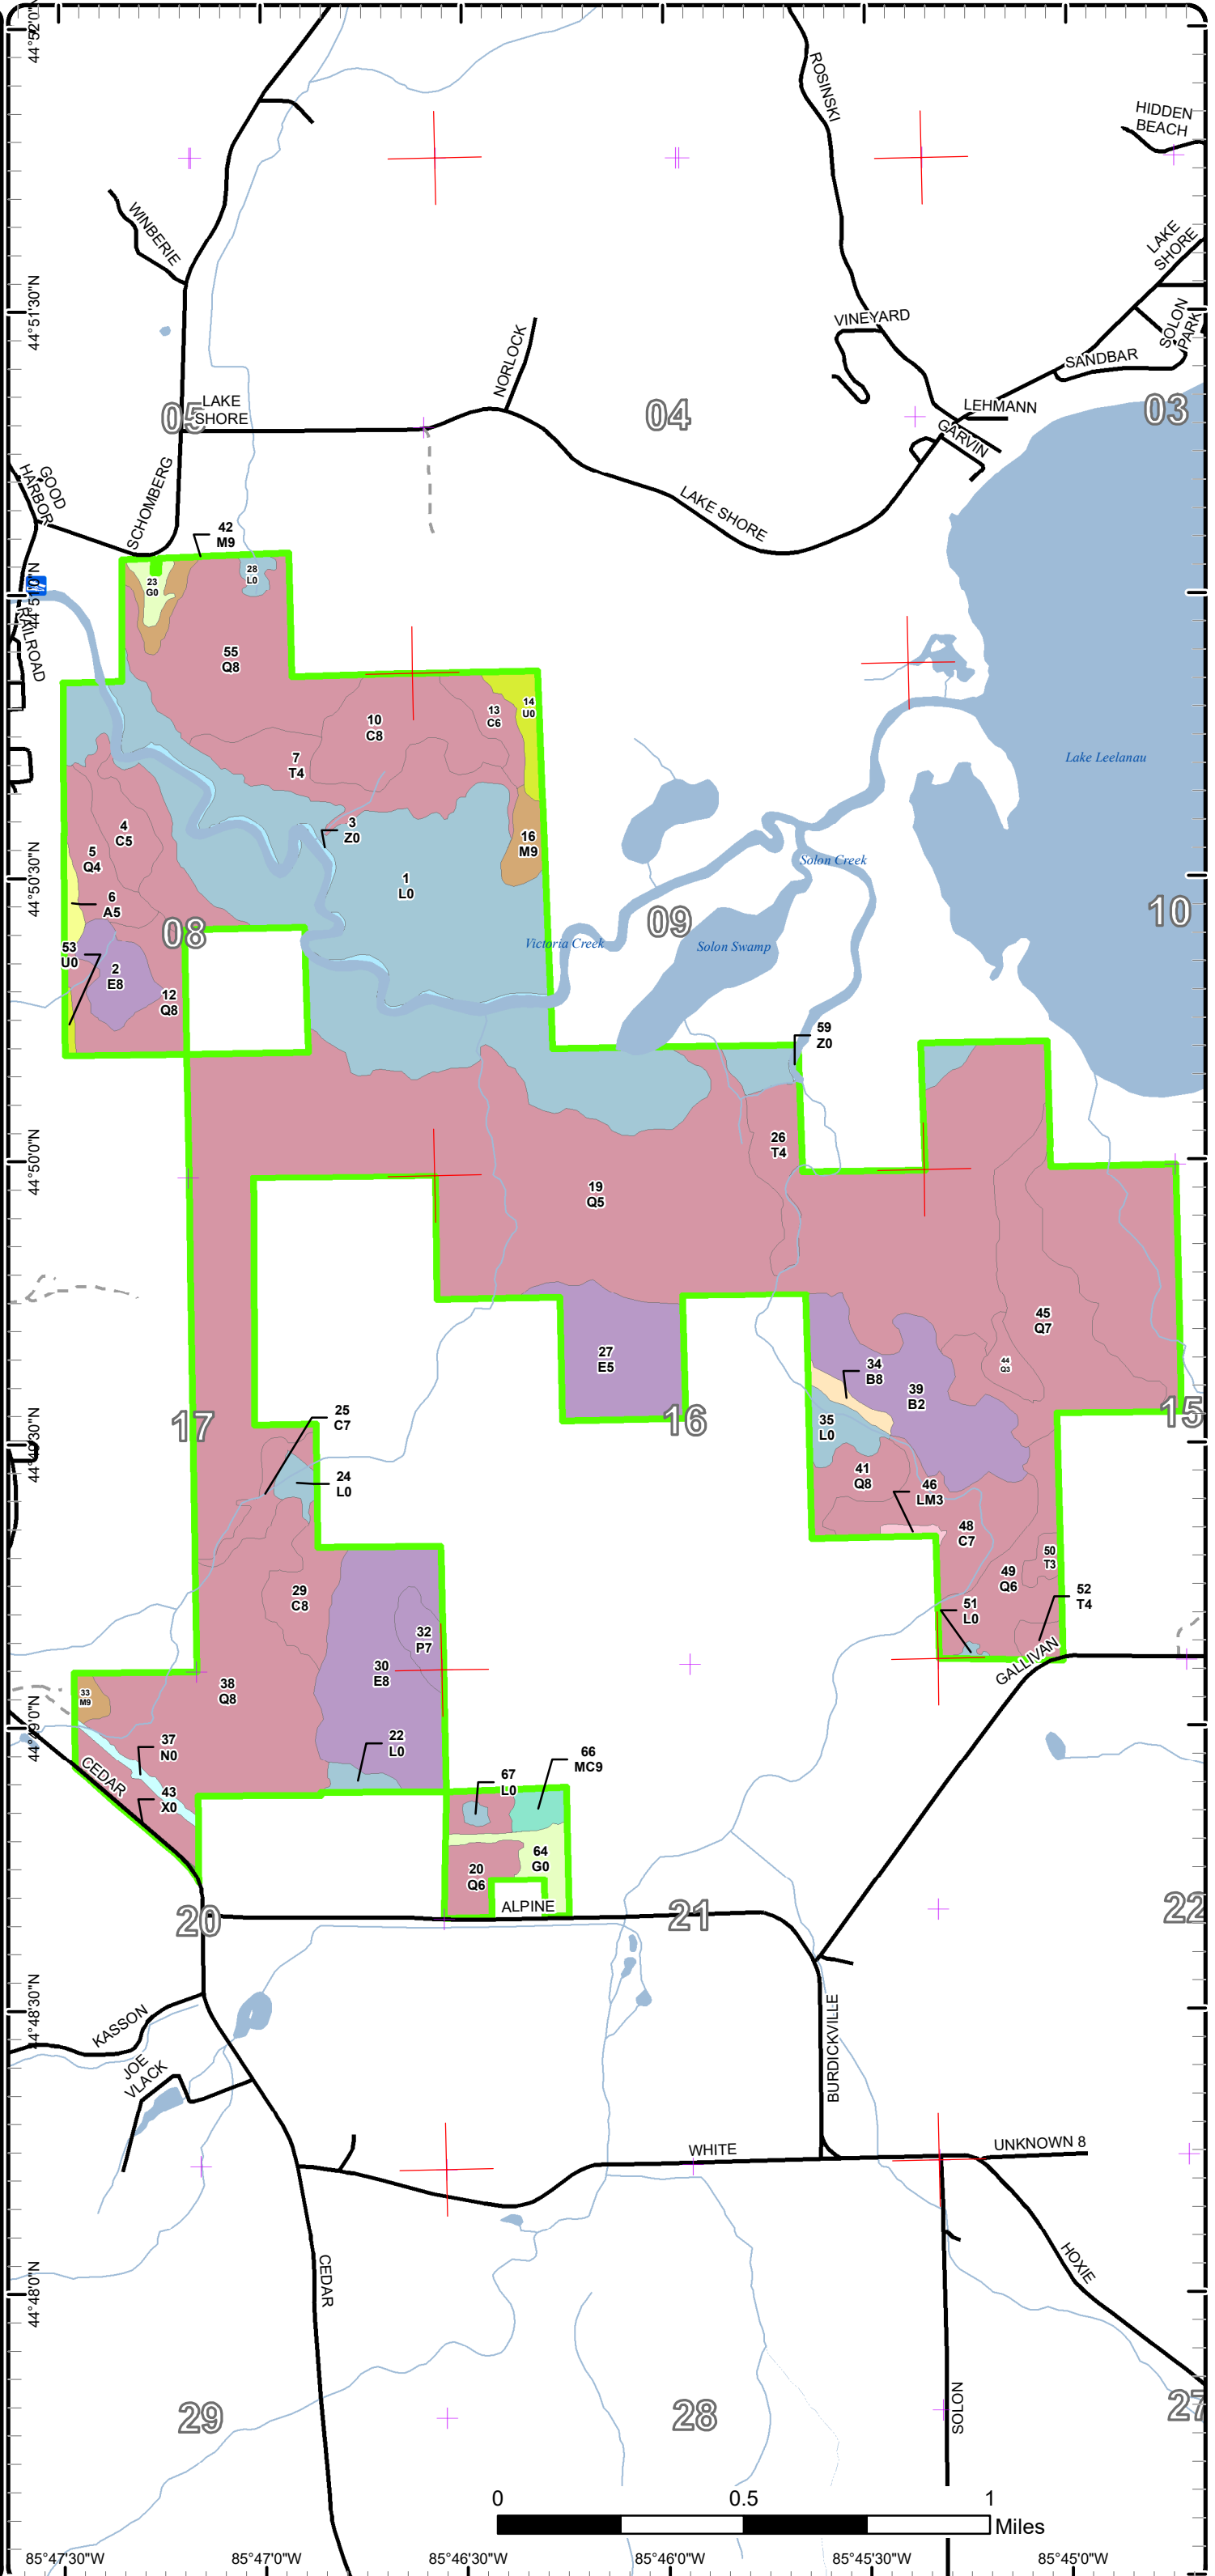 44°52'0"N
ROSINSKI
HIDDEN
BEACH
WINBERIE
LAKE
SHORE
44°51'30"N
NORLOCK
VINEYARD
SOLON
PARK
SANDBAR
LAKE
SHORE
05
04
03
LEHMANN
GARVIN
GOOD
HARBOR
SCHOMBERG
LAKE SHORE
42
M9
23
G0
28
L0
44°51'0"N
RAILROAD
55
Q8
14
U0
13
C6
10
C8
7
T4
Lake Leelanau
3
Z0
4
C5
5
Q4
16
M9
Solon Creek
44°50'30"N
1
L0
6
A5
08
09
10
53
U0
Victoria Creek
Solon Swamp
2
E8
12
Q8
59
Z0
26
T4
44°50'0"N
19
Q5
45
Q7
27
E5
44
Q3
34
B8
39
B2
25
C7
17
16
15
35
L0
44°49'30"N
24
L0
41
Q8
46
LM3
48
C7
50
T3
49
Q6
29
C8
52
T4
51
L0
32
P7
GALLIVAN
30
E8
38
Q8
33
M9
44°49'0"N
37
N0
22
L0
66
MC9
CEDAR
67
L0
43
X0
64
G0
20
Q6
ALPINE
20
21
22
44°48'30"N
KASSON
JOE
VLACK
BURDICKVILLE
WHITE
UNKNOWN 8
CEDAR
HOXIE
44°48'0"N
SOLON
29
28
27
0 0.5 1
Miles
85°47'30"W 85°47'0"W 85°46'30"W 85°46'0"W 85°45'30"W 85°45'0"W